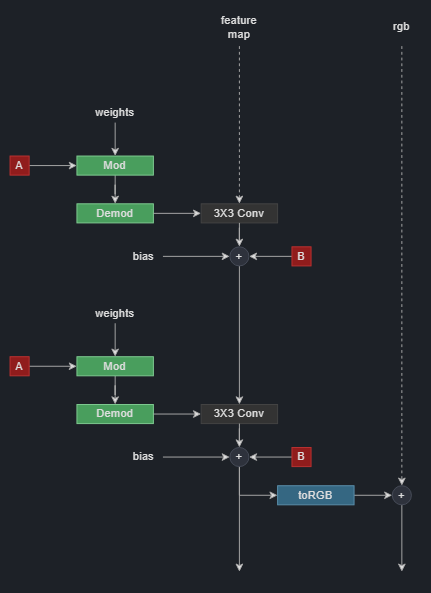 feature
map
rgb
weights
A
Mod
Demod
3X3 Conv
bias
+
B
weights
A
Mod
Demod
3X3 Conv
bias
+
B
toRGB
+